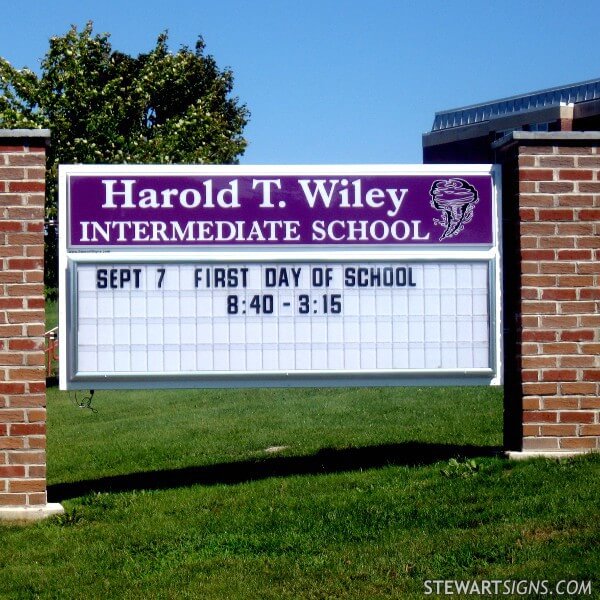 Harold T. Wiley
INTERMEDIATE SCHOOL
SEPT 7 FIRST DAY OF SCHOOL
8:40 - 3:15
STEWARTSIGNS.COM